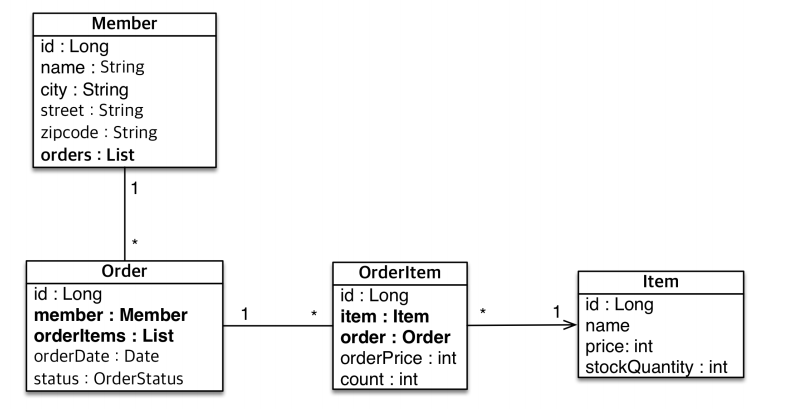 Member
id : Long
name : String
city : String
street : String
zipcode : String
orders : List
1
*
Order
id : Long
member : Member
orderItems : List
orderDate : Date
status : OrderStatus
1
*
OrderItem
id : Long
item : Item
order : Order
orderPrice : int
count : int
*
1
Item
id : Long
name
price: int
stockQuantity : int